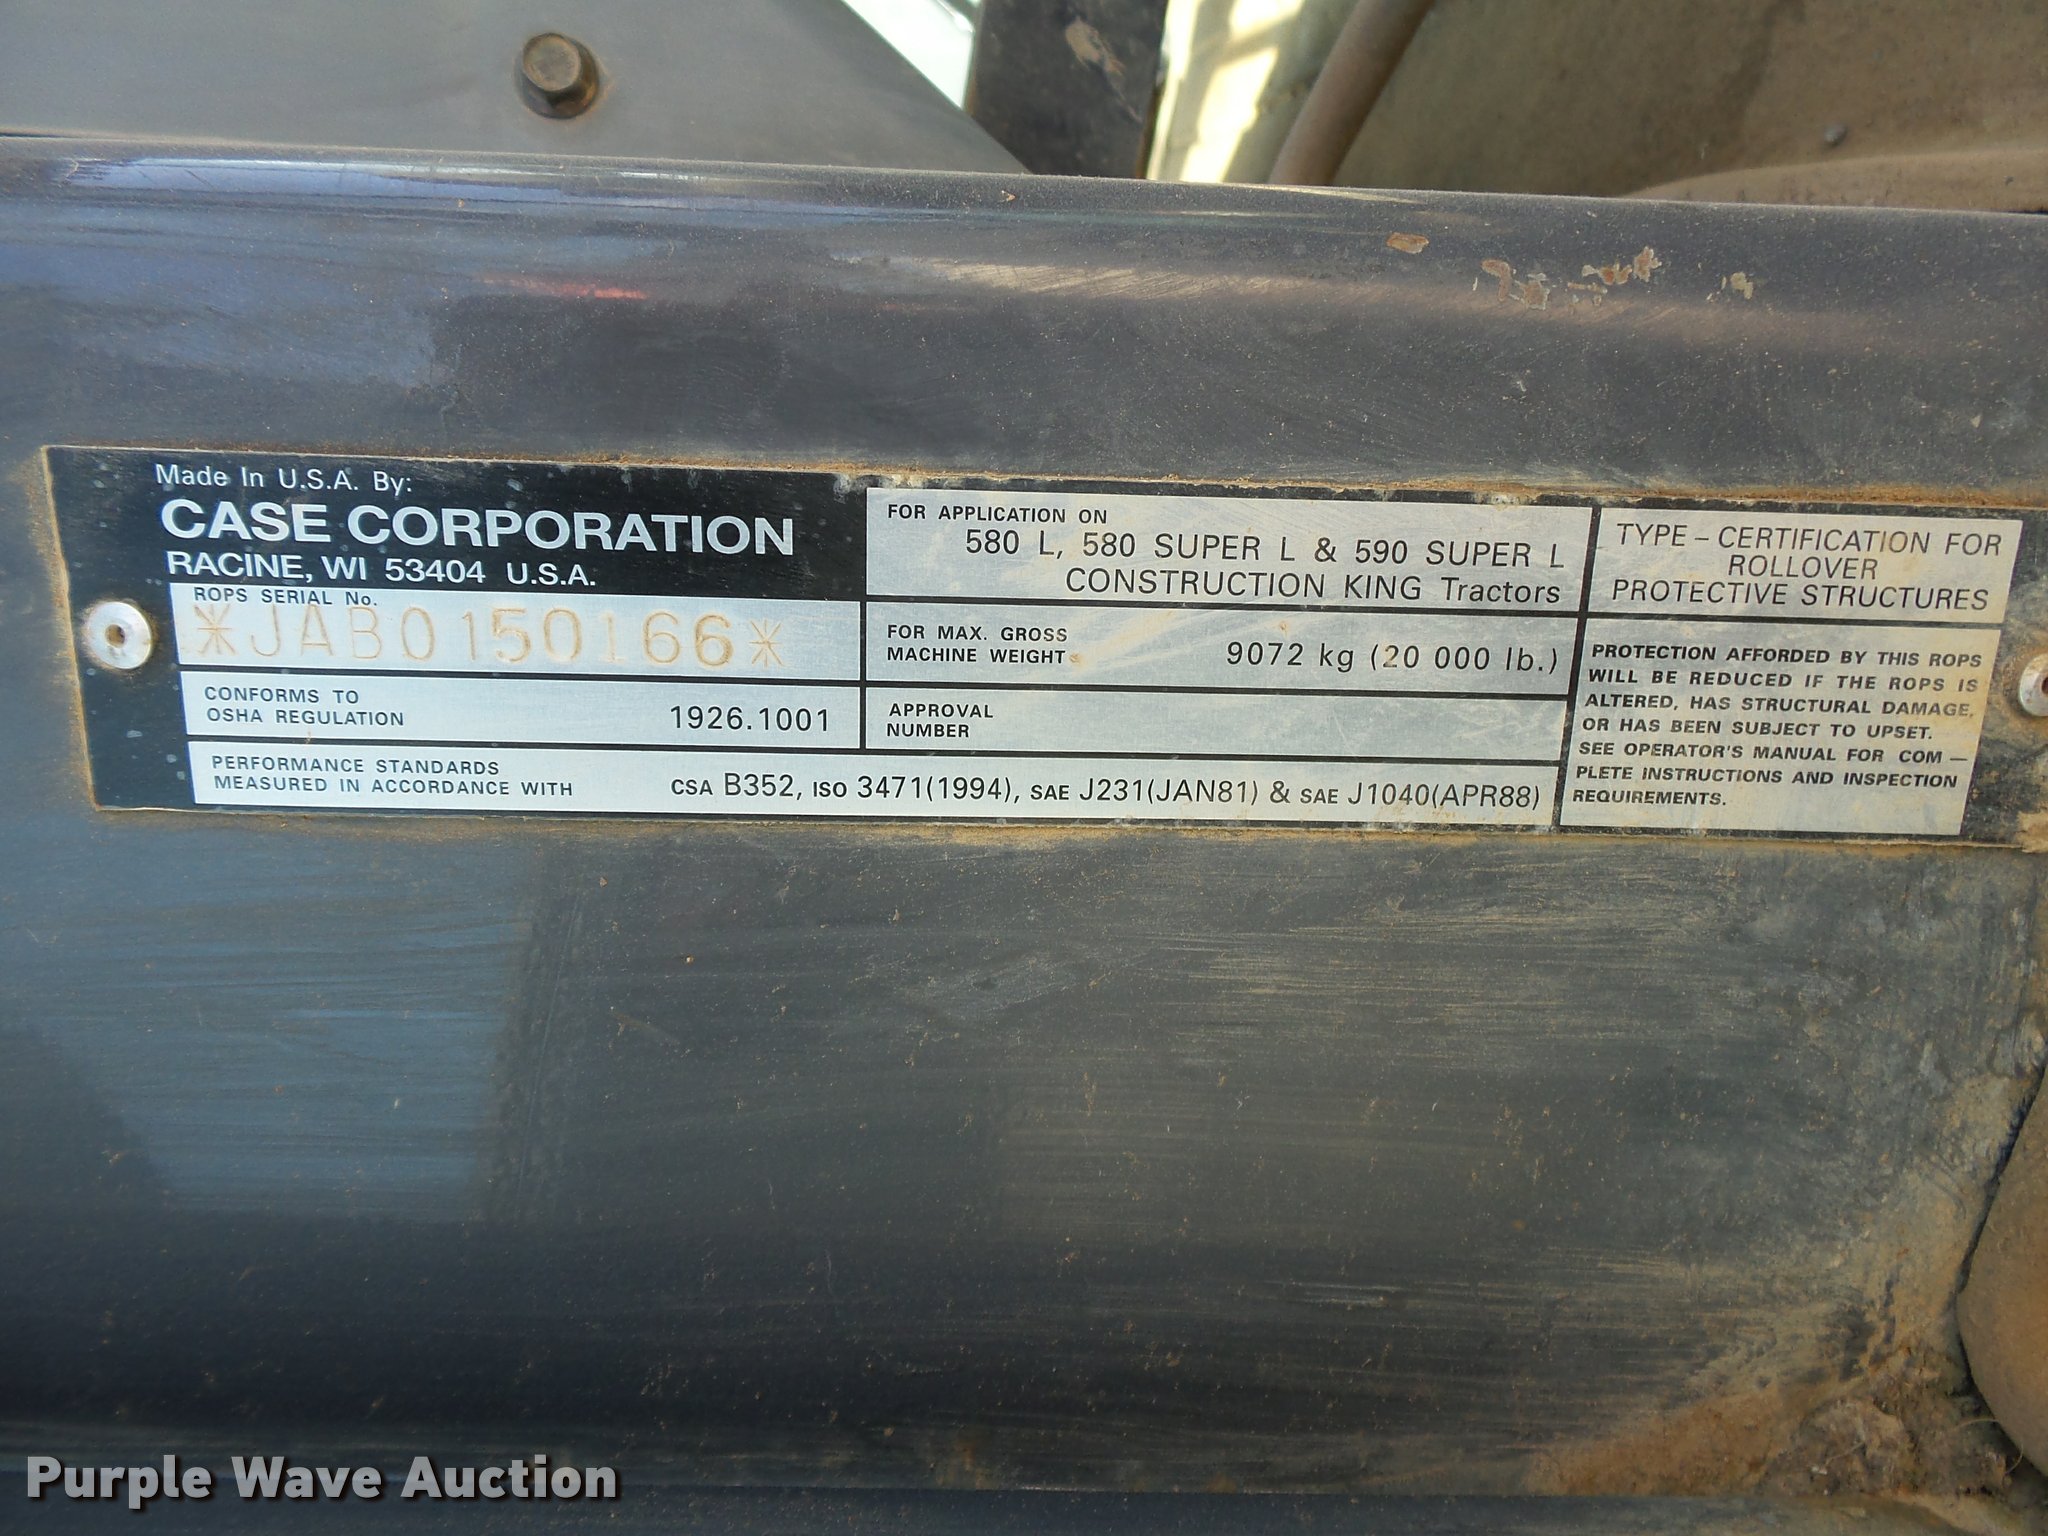 Made In U.S.A. By:
CASE CORPORATION
RACINE, WI 53404 U.S.A.
ROPS SERIAL No.
*JAB0150166*
CONFORMS TO
OSHA REGULATION 1926.1001
PERFORMANCE STANDARDS
MEASURED IN ACCORDANCE WITH CSA B352, ISO 3471(1994), SAE J231(JAN81) & SAE J1040(APR88)
FOR APPLICATION ON
580 L, 580 SUPER L & 590 SUPER L
CONSTRUCTION KING Tractors
FOR MAX. GROSS
MACHINE WEIGHT 9072 kg (20 000 lb.)
APPROVAL
NUMBER
TYPE – CERTIFICATION FOR
ROLLOVER
PROTECTIVE STRUCTURES
PROTECTION AFFORDED BY THIS ROPS
WILL BE REDUCED IF THE ROPS IS
ALTERED, HAS STRUCTURAL DAMAGE,
OR HAS BEEN SUBJECT TO UPSET.
SEE OPERATOR'S MANUAL FOR COM –
PLETE INSTRUCTIONS AND INSPECTION
REQUIREMENTS.
Purple Wave Auction